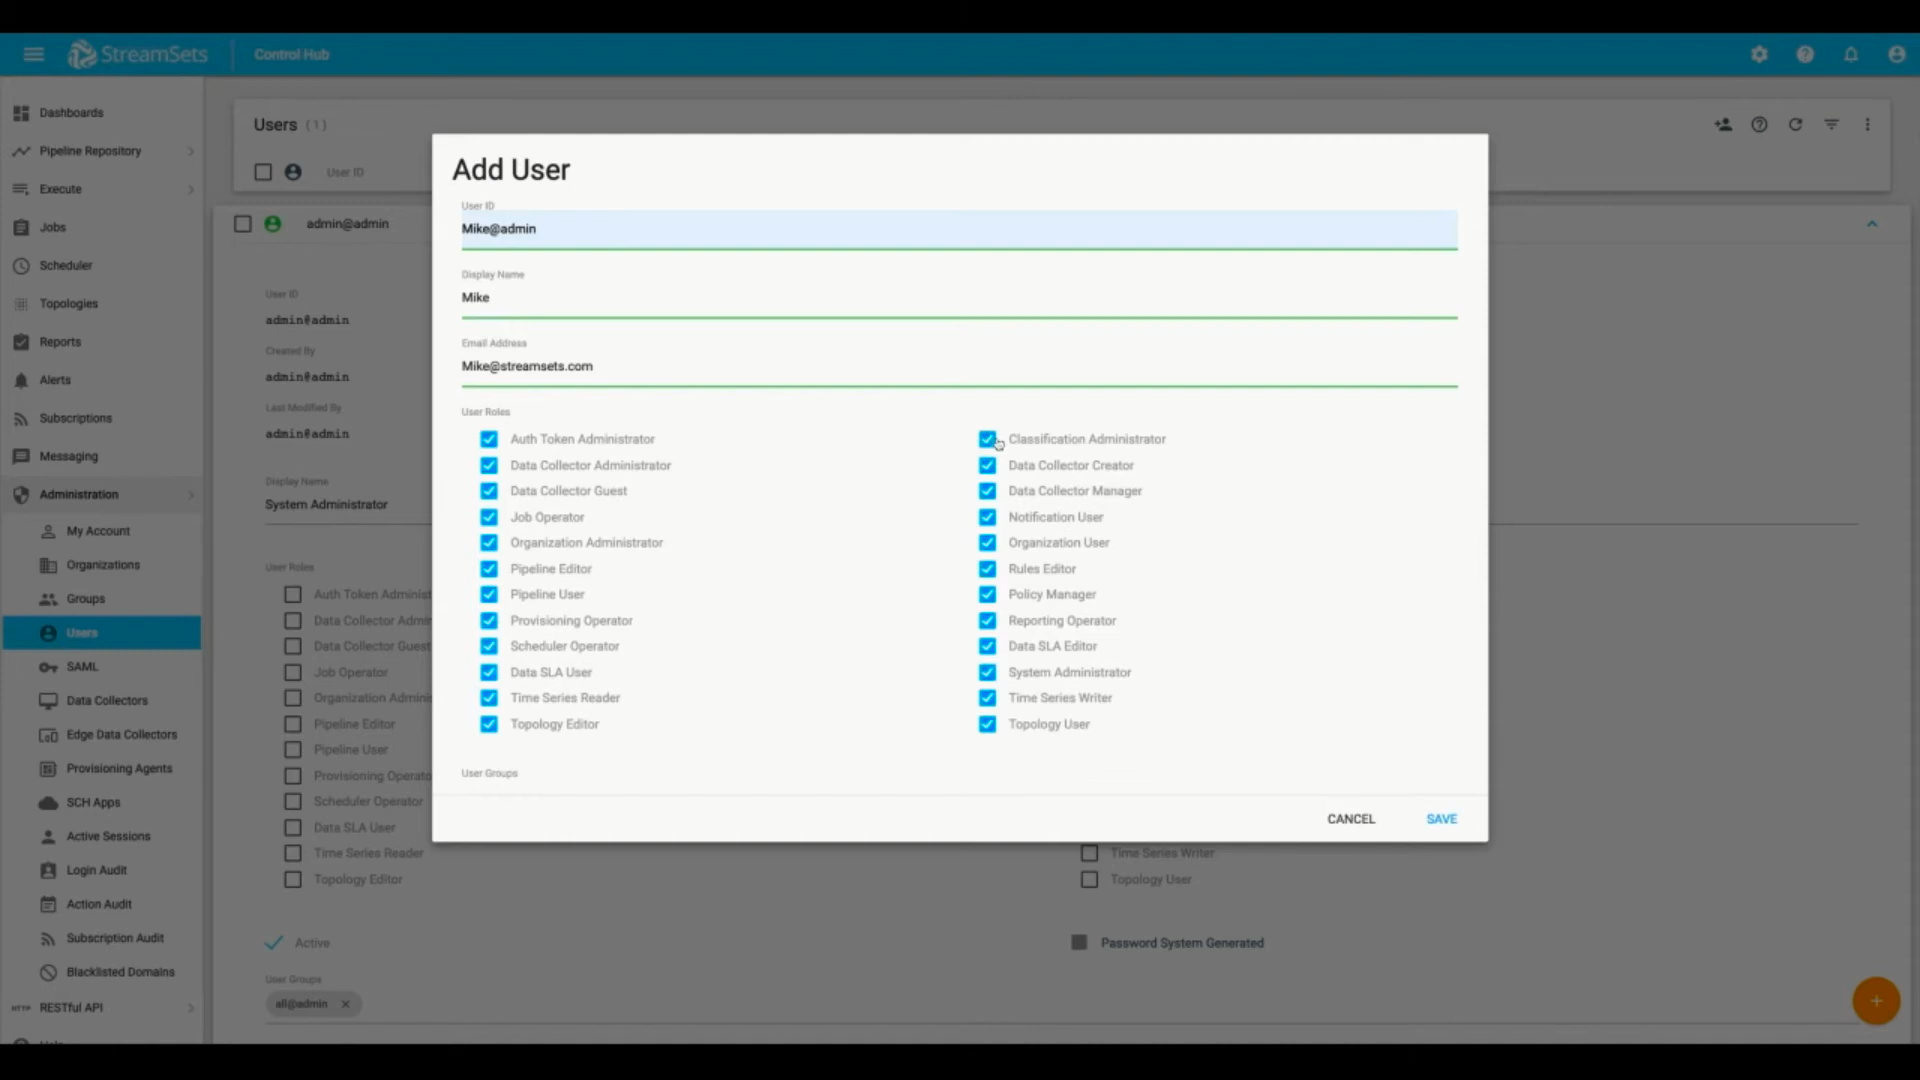 StreamSets
Control Hub
Dashboards
Pipeline Repository
Execute
Jobs
Scheduler
Topologies
Reports
Alerts
Subscriptions
Messaging
Administration
My Account
Organizations
Groups
Users
SAML
Data Collectors
Edge Data Collectors
Provisioning Agents
SCH Apps
Active Sessions
Login Audit
Action Audit
Subscription Audit
Blacklisted Domains
HTTP RESTful API
Users (1)
User ID
admin@admin
User ID
admin@admin
Created By
admin@admin
Last Modified By
admin@admin
Display Name
System Administrator
User Roles
Auth Token Administ
Data Collector Admin
Data Collector Guest
Job Operator
Organization Adminis
Pipeline Editor
Pipeline User
Provisioning Operato
Scheduler Operator
Data SLA User
Time Series Reader
Time Series Writer
Topology Editor
Topology User
Active
Password System Generated
User Groups
all@admin
Add User
User ID
Mike@admin
Display Name
Mike
Email Address
Mike@streamsets.com
User Roles
Auth Token Administrator
Classification Administrator
Data Collector Administrator
Data Collector Creator
Data Collector Guest
Data Collector Manager
Job Operator
Notification User
Organization Administrator
Organization User
Pipeline Editor
Rules Editor
Pipeline User
Policy Manager
Provisioning Operator
Reporting Operator
Scheduler Operator
Data SLA Editor
Data SLA User
System Administrator
Time Series Reader
Time Series Writer
Topology Editor
Topology User
User Groups
CANCEL
SAVE